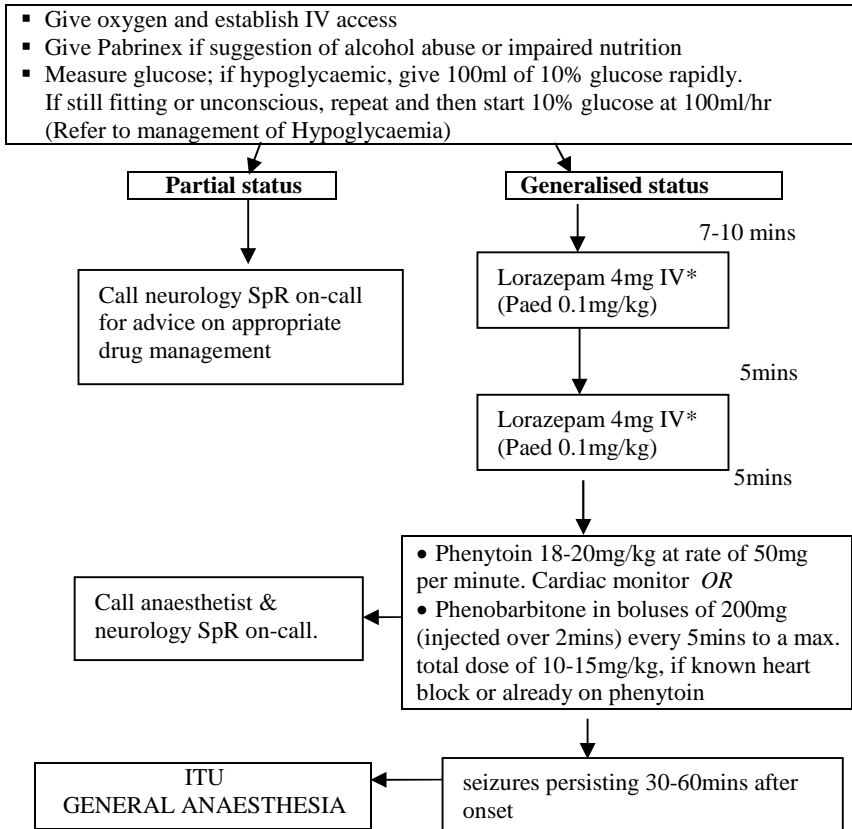 ▪ Give oxygen and establish IV access
▪ Give Pabrinex if suggestion of alcohol abuse or impaired nutrition
▪ Measure glucose; if hypoglycaemic, give 100ml of 10% glucose rapidly.
If still fitting or unconscious, repeat and then start 10% glucose at 100ml/hr
(Refer to management of Hypoglycaemia)
Partial status
Generalised status
7-10 mins
Call neurology SpR on-call
for advice on appropriate
drug management
Lorazepam 4mg IV*
(Paed 0.1mg/kg)
5mins
Lorazepam 4mg IV*
(Paed 0.1mg/kg)
5mins
• Phenytoin 18-20mg/kg at rate of 50mg
per minute. Cardiac monitor OR
• Phenobarbitone in boluses of 200mg
(injected over 2mins) every 5mins to a max.
total dose of 10-15mg/kg, if known heart
block or already on phenytoin
Call anaesthetist &
neurology SpR on-call.
seizures persisting 30-60mins after
onset
ITU
GENERAL ANAESTHESIA